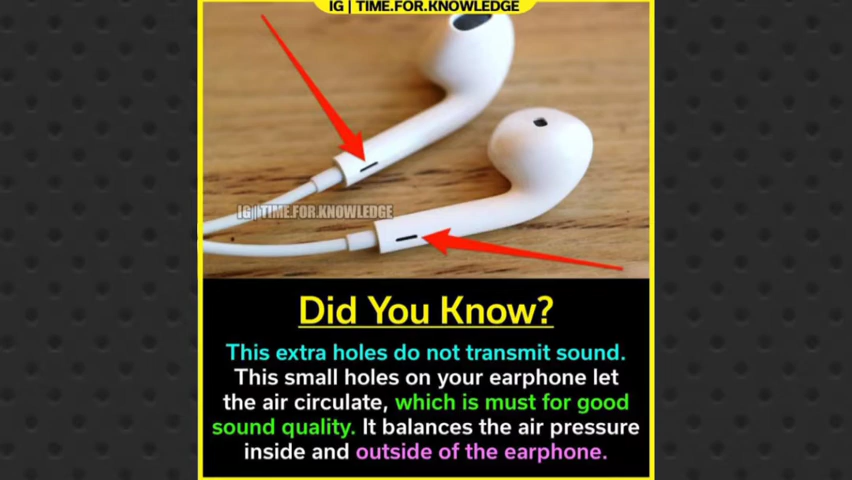 IG | TIME.FOR.KNOWLEDGE
IG||TIME.FOR.KNOWLEDGE
Did You Know?
This extra holes do not transmit sound.
This small holes on your earphone let
the air circulate, which is must for good
sound quality. It balances the air pressure
inside and outside of the earphone.